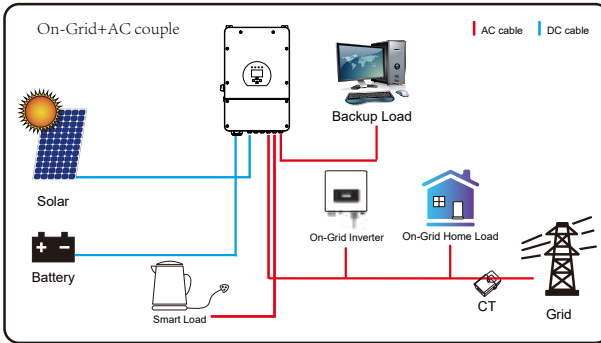 On-Grid+AC couple
AC cable
DC cable
Backup Load
Solar
On-Grid Inverter
On-Grid Home Load
Battery
Smart Load
CT
Grid